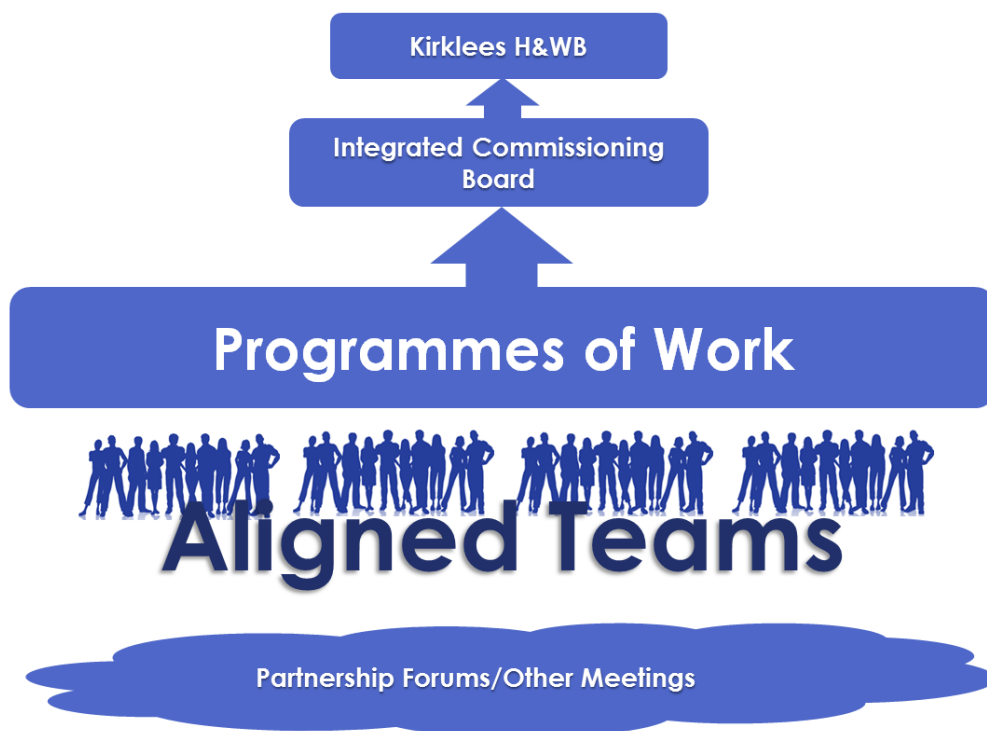 Kirklees H&WB
Integrated Commissioning
Board
Programmes of Work
Aligned Teams
Partnership Forums/Other Meetings